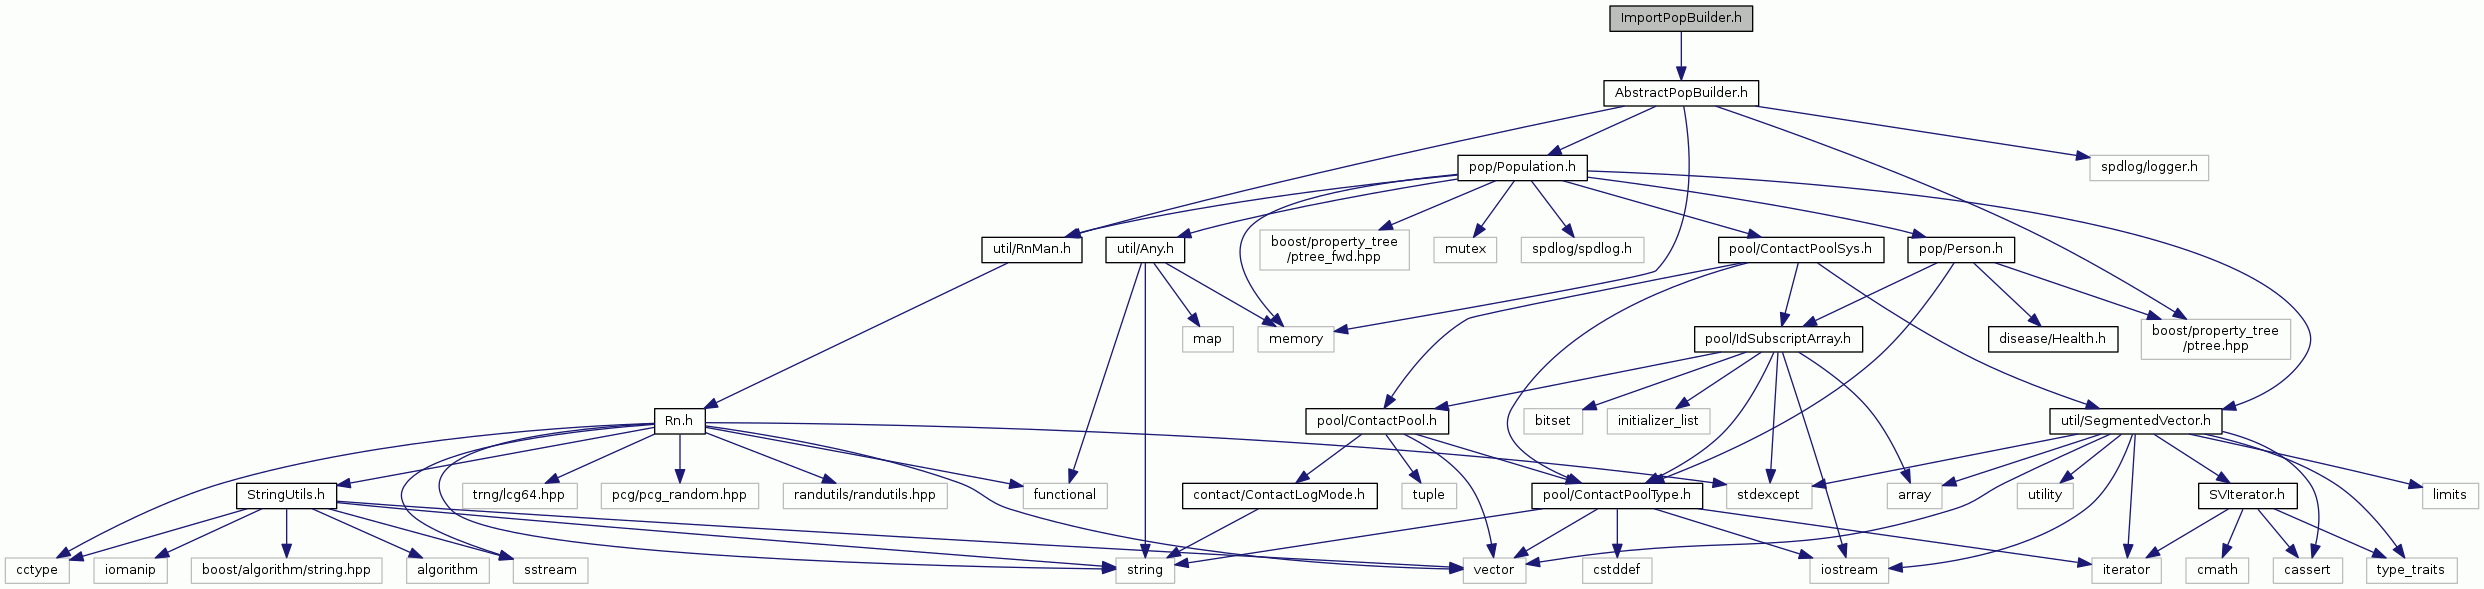 ImportPopBuilder.h
AbstractPopBuilder.h
pop/Population.h
spdlog/logger.h
util/RnMan.h
util/Any.h
boost/property_tree
/ptree_fwd.hpp
mutex
spdlog/spdlog.h
pool/ContactPoolSys.h
pop/Person.h
map
memory
pool/IdSubscriptArray.h
disease/Health.h
boost/property_tree
/ptree.hpp
Rn.h
pool/ContactPool.h
bitset
initializer_list
util/SegmentedVector.h
StringUtils.h
trng/lcg64.hpp
pcg/pcg_random.hpp
randutils/randutils.hpp
functional
contact/ContactLogMode.h
tuple
pool/ContactPoolType.h
stdexcept
array
utility
SVIterator.h
limits
cctype
iomanip
boost/algorithm/string.hpp
algorithm
sstream
string
vector
cstddef
iostream
iterator
cmath
cassert
type_traits